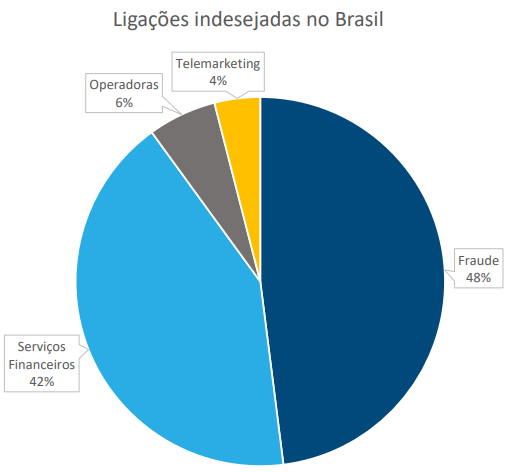 Ligações indesejadas no Brasil
Telemarketing
4%
Operadoras
6%
Fraude
48%
Serviços
Financeiros
42%